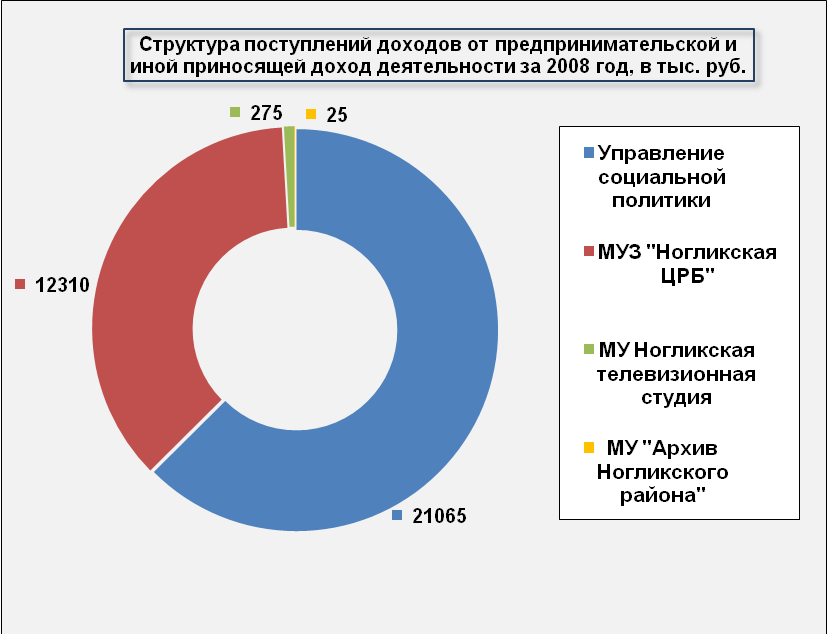 Структура поступлений доходов от предпринимательской и
иной приносящей доход деятельности за 2008 год, в тыс. руб.
275
25
12310
21065
Управление
социальной
политики
МУЗ "Ногликская
ЦРБ"
МУ Ногликская
телевизионная
студия
МУ "Архив
Ногликского
района"